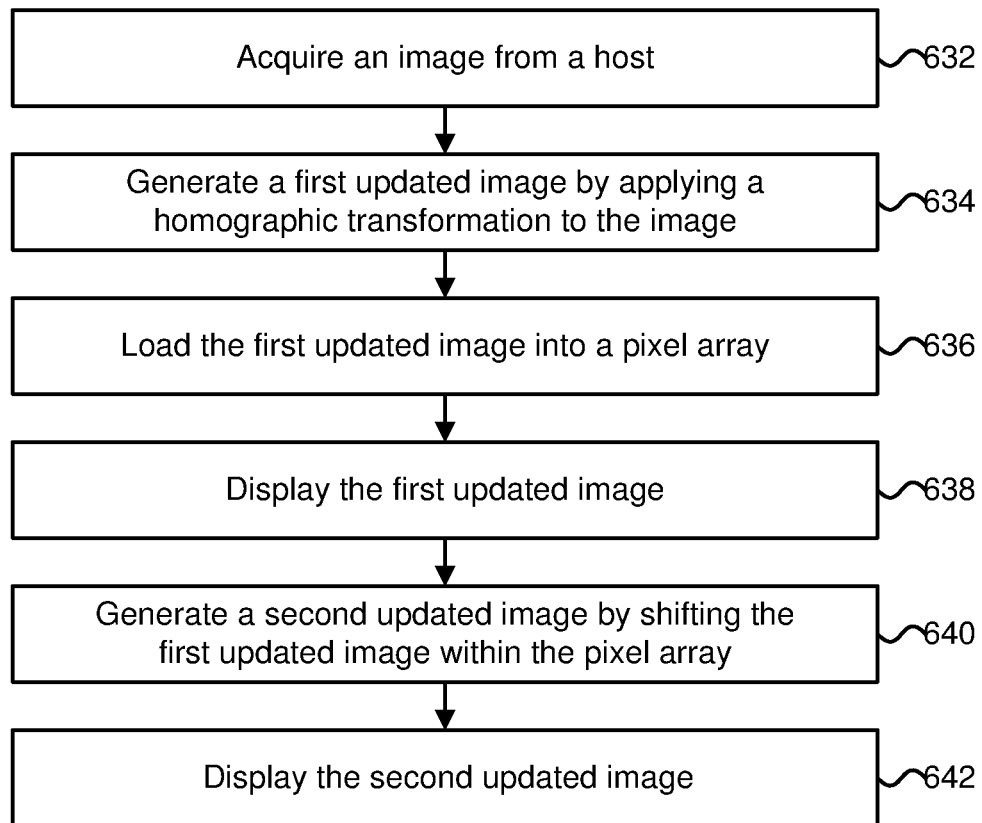 Acquire an image from a host
632
Generate a first updated image by applying a
homographic transformation to the image
634
Load the first updated image into a pixel array
636
Display the first updated image
638
Generate a second updated image by shifting the
first updated image within the pixel array
640
Display the second updated image
642